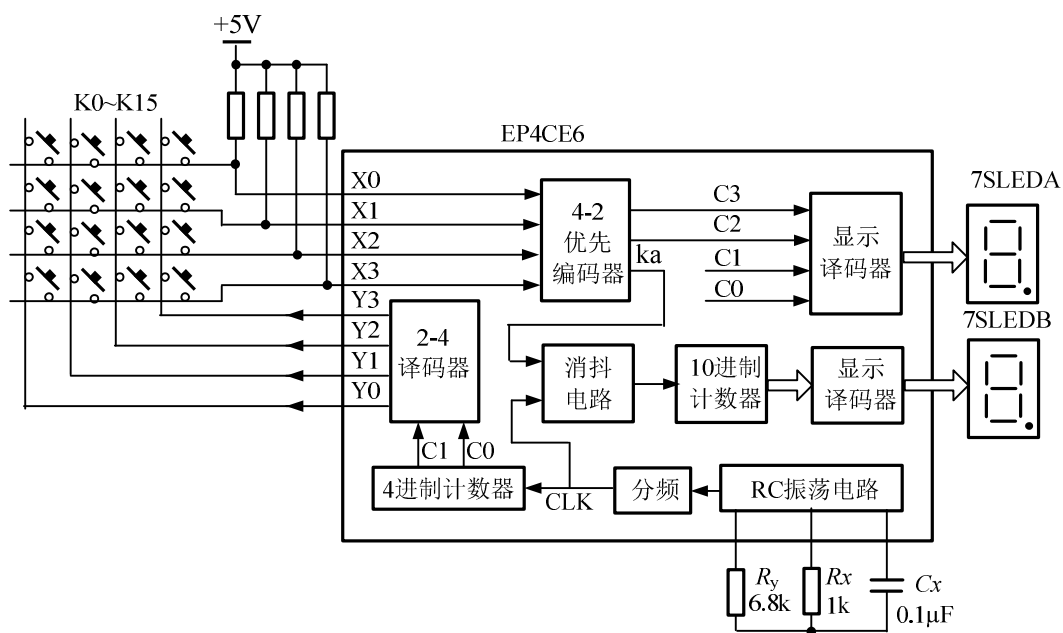 +5V
K0~K15
EP4CE6
X0
X1
X2
X3
Y3
Y2
Y1
Y0
4-2
优先
编码器
C3
C2
ka
C1
C0
显示
译码器
7SLEDA
2-4
译码器
消抖
电路
10进制
计数器
显示
译码器
7SLEDB
C1
C0
4进制计数器
CLK
分频
RC振荡电路
Ry
6.8k
Rx
1k
Cx
0.1μF